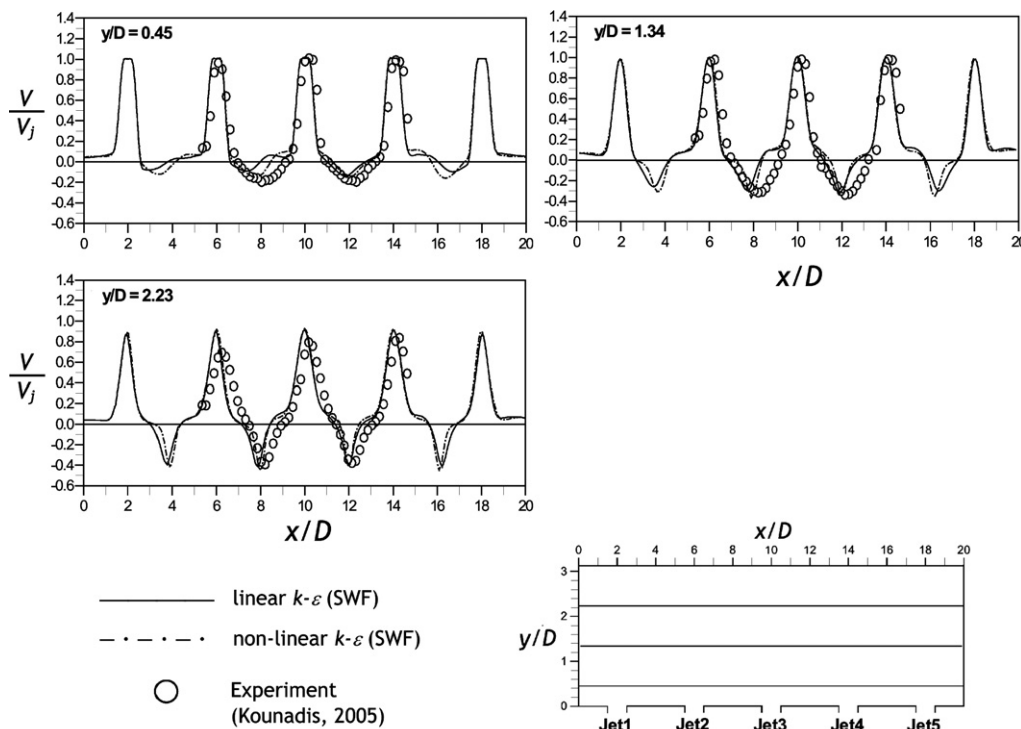 y/D = 0.45
1.4
1.2
1.0
0.8
0.6
0.4
0.2
0.0
-0.2
-0.4
-0.6
V
Vj
0 2 4 6 8 10 12 14 16 18 20
y/D = 1.34
1.4
1.2
1.0
0.8
0.6
0.4
0.2
0.0
-0.2
-0.4
-0.6
0 2 4 6 8 10 12 14 16 18 20
x/D
y/D = 2.23
1.4
1.2
1.0
0.8
0.6
0.4
0.2
0.0
-0.2
-0.4
-0.6
V
Vj
0 2 4 6 8 10 12 14 16 18 20
x/D
linear k-ε (SWF)
non-linear k-ε (SWF)
Experiment
(Kounadis, 2005)
x/D
0 2 4 6 8 10 12 14 16 18 20
3
2
y/D
1
0
Jet1 Jet2 Jet3 Jet4 Jet5